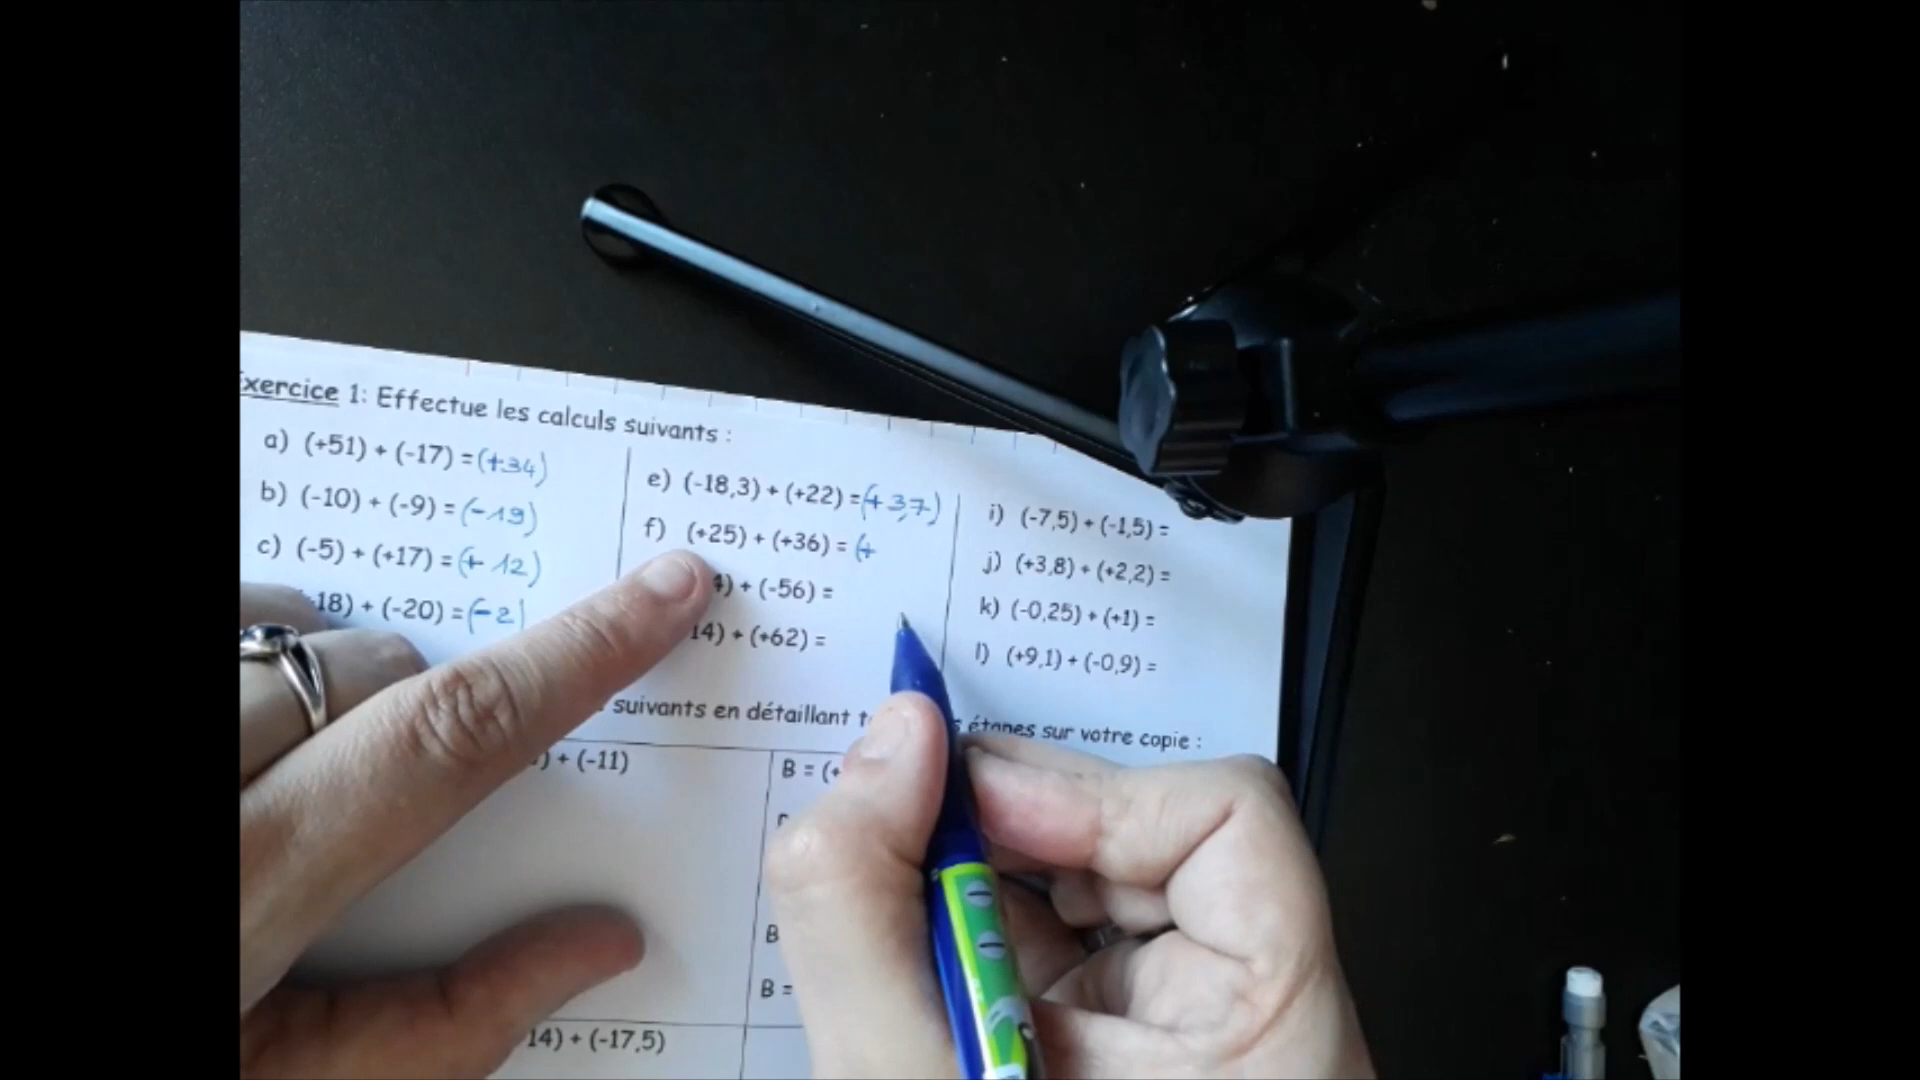 xercice 1: Effectue les calculs suivants :
a) (+51) + (-17) = (+34)
b) (-10) + (-9) = (-19)
c) (-5) + (+17) = (+ 12)
18) + (-20) = (-2)
e) (-18,3) + (+22) = (+3,7)
f) (+25) + (+36) = (+
4) + (-56) =
14) + (+62) =
i) (-7,5) + (-1,5) =
j) (+3,8) + (+2,2) =
k) (-0,25) + (+1) =
l) (+9,1) + (-0,9) =
suivants en détaillant t s étapes sur votre copie :
) + (-11)
B = (+
B
B =
14) + (-17,5)